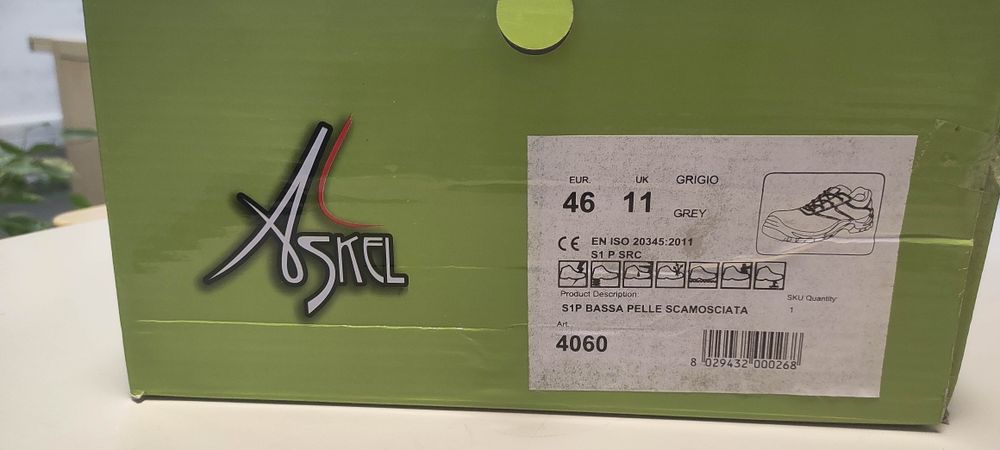 ASKEL
EUR. UK GRIGIO
46 11 GREY
CE EN ISO 20345:2011
S1 P SRC
Product Description: SKU Quantity
S1P BASSA PELLE SCAMOSCIATA 1
Art.
4060
8 029432 000268